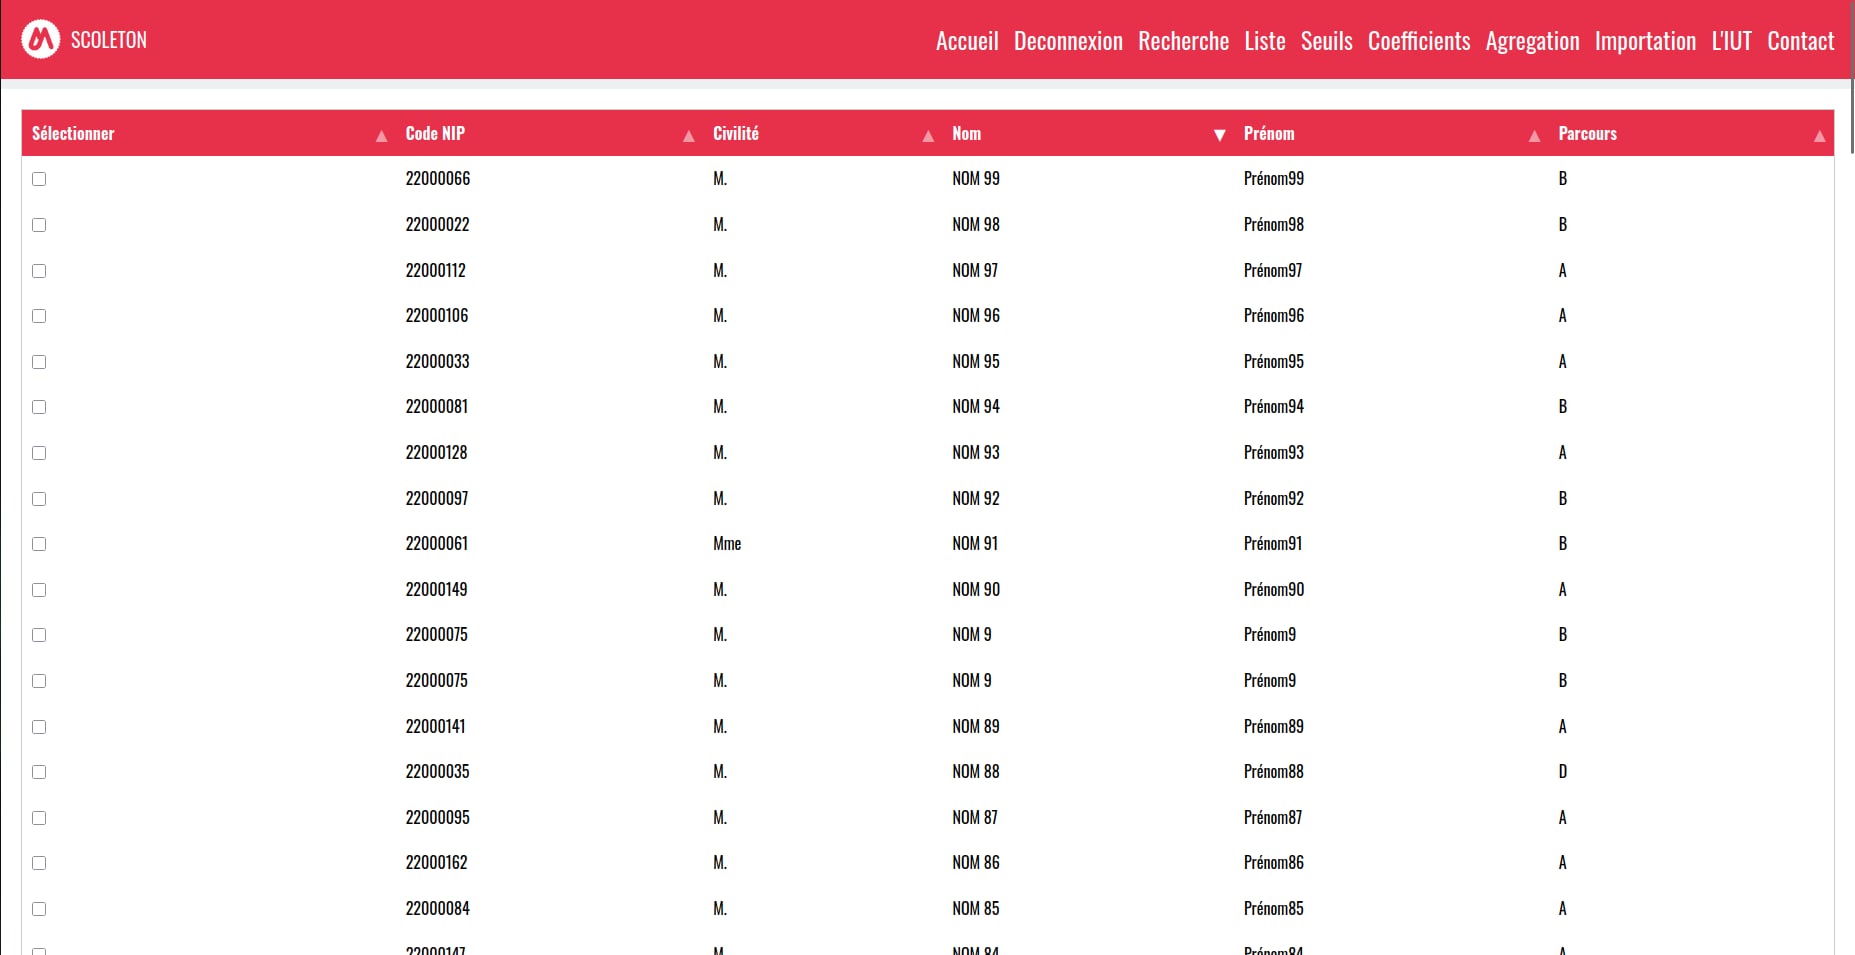 SCOLETON Accueil Deconnexion Recherche Liste Seuils Coefficients Agregation Importation L'IUT Contact
Sélectionner ▲ Code NIP ▲ Civilité ▲ Nom ▼ Prénom ▲ Parcours ▲
22000066 M. NOM 99 Prénom99 B
22000022 M. NOM 98 Prénom98 B
22000112 M. NOM 97 Prénom97 A
22000106 M. NOM 96 Prénom96 A
22000033 M. NOM 95 Prénom95 A
22000081 M. NOM 94 Prénom94 B
22000128 M. NOM 93 Prénom93 A
22000097 M. NOM 92 Prénom92 B
22000061 Mme NOM 91 Prénom91 B
22000149 M. NOM 90 Prénom90 A
22000075 M. NOM 9 Prénom9 B
22000075 M. NOM 9 Prénom9 B
22000141 M. NOM 89 Prénom89 A
22000035 M. NOM 88 Prénom88 D
22000095 M. NOM 87 Prénom87 A
22000162 M. NOM 86 Prénom86 A
22000084 M. NOM 85 Prénom85 A
22000147 M. NOM 84 Prénom84 A